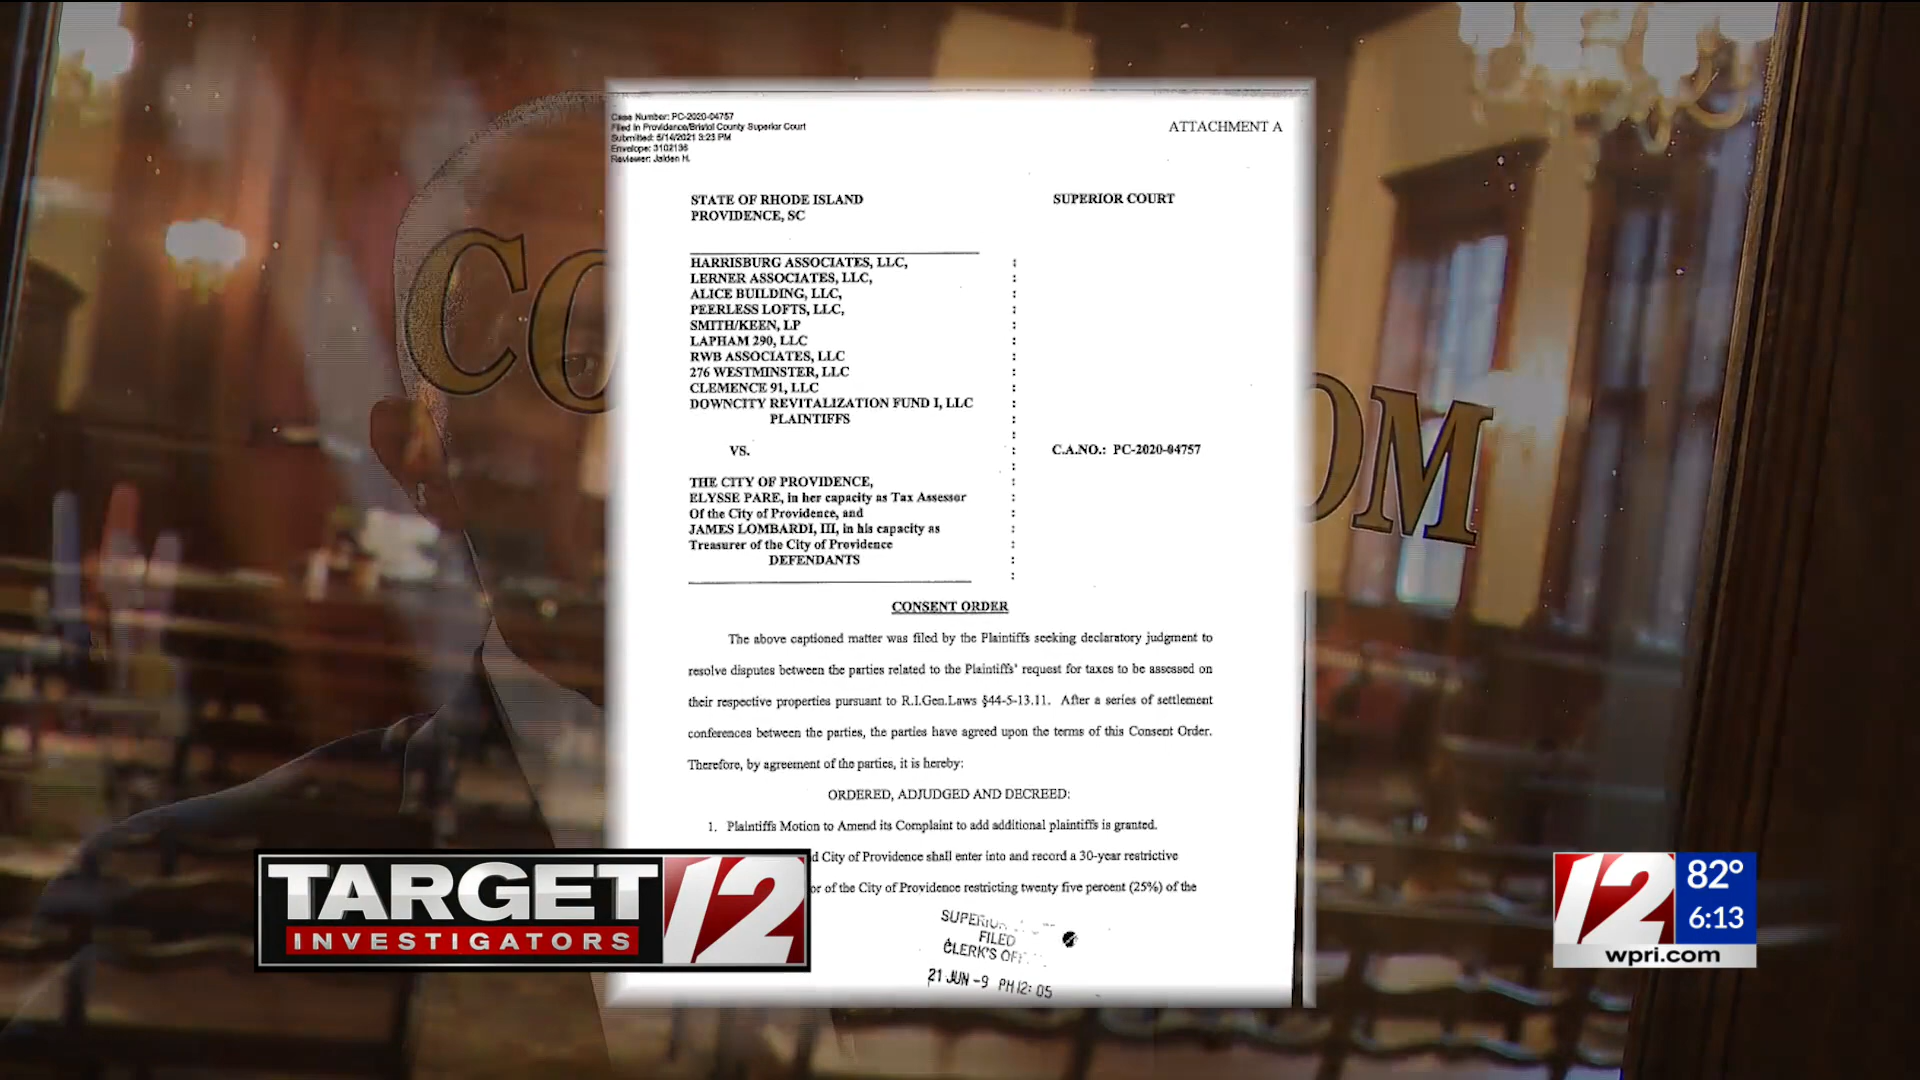 Case Number: PC-2020-04757
Filed in Providence/Bristol County Superior Court
Submitted: 5/14/2021 3:23 PM
Envelope: 3102136
Reviewer: Jaiden H.
ATTACHMENT A
STATE OF RHODE ISLAND
PROVIDENCE, SC
SUPERIOR COURT
HARRISBURG ASSOCIATES, LLC, :
LERNER ASSOCIATES, LLC, :
ALICE BUILDING, LLC, :
PEERLESS LOFTS, LLC, :
SMITH/KEEN, LP :
LAPHAM 290, LLC :
RWB ASSOCIATES, LLC :
276 WESTMINSTER, LLC :
CLEMENCE 91, LLC :
DOWNCITY REVITALIZATION FUND I, LLC :
PLAINTIFFS :
:
VS. : C.A.NO.: PC-2020-04757
:
THE CITY OF PROVIDENCE, :
ELYSSE PARE, in her capacity as Tax Assessor :
Of the City of Providence, and :
JAMES LOMBARDI, III, in his capacity as :
Treasurer of the City of Providence :
DEFENDANTS :
:
CONSENT ORDER
The above captioned matter was filed by the Plaintiffs seeking declaratory judgment to
resolve disputes between the parties related to the Plaintiffs' request for taxes to be assessed on
their respective properties pursuant to R.I.Gen.Laws §44-5-13.11. After a series of settlement
conferences between the parties, the parties have agreed upon the terms of this Consent Order.
Therefore, by agreement of the parties, it is hereby:
ORDERED, ADJUDGED AND DECREED:
1. Plaintiffs Motion to Amend its Complaint to add additional plaintiffs is granted.
d City of Providence shall enter into and record a 30-year restrictive
or of the City of Providence restricting twenty five percent (25%) of the
FILED
CLERK'S
21 JUN -9 PM 12: 05
CO
OM
TARGET 12
INVESTIGATORS
12
82°
6:13
wpri.com